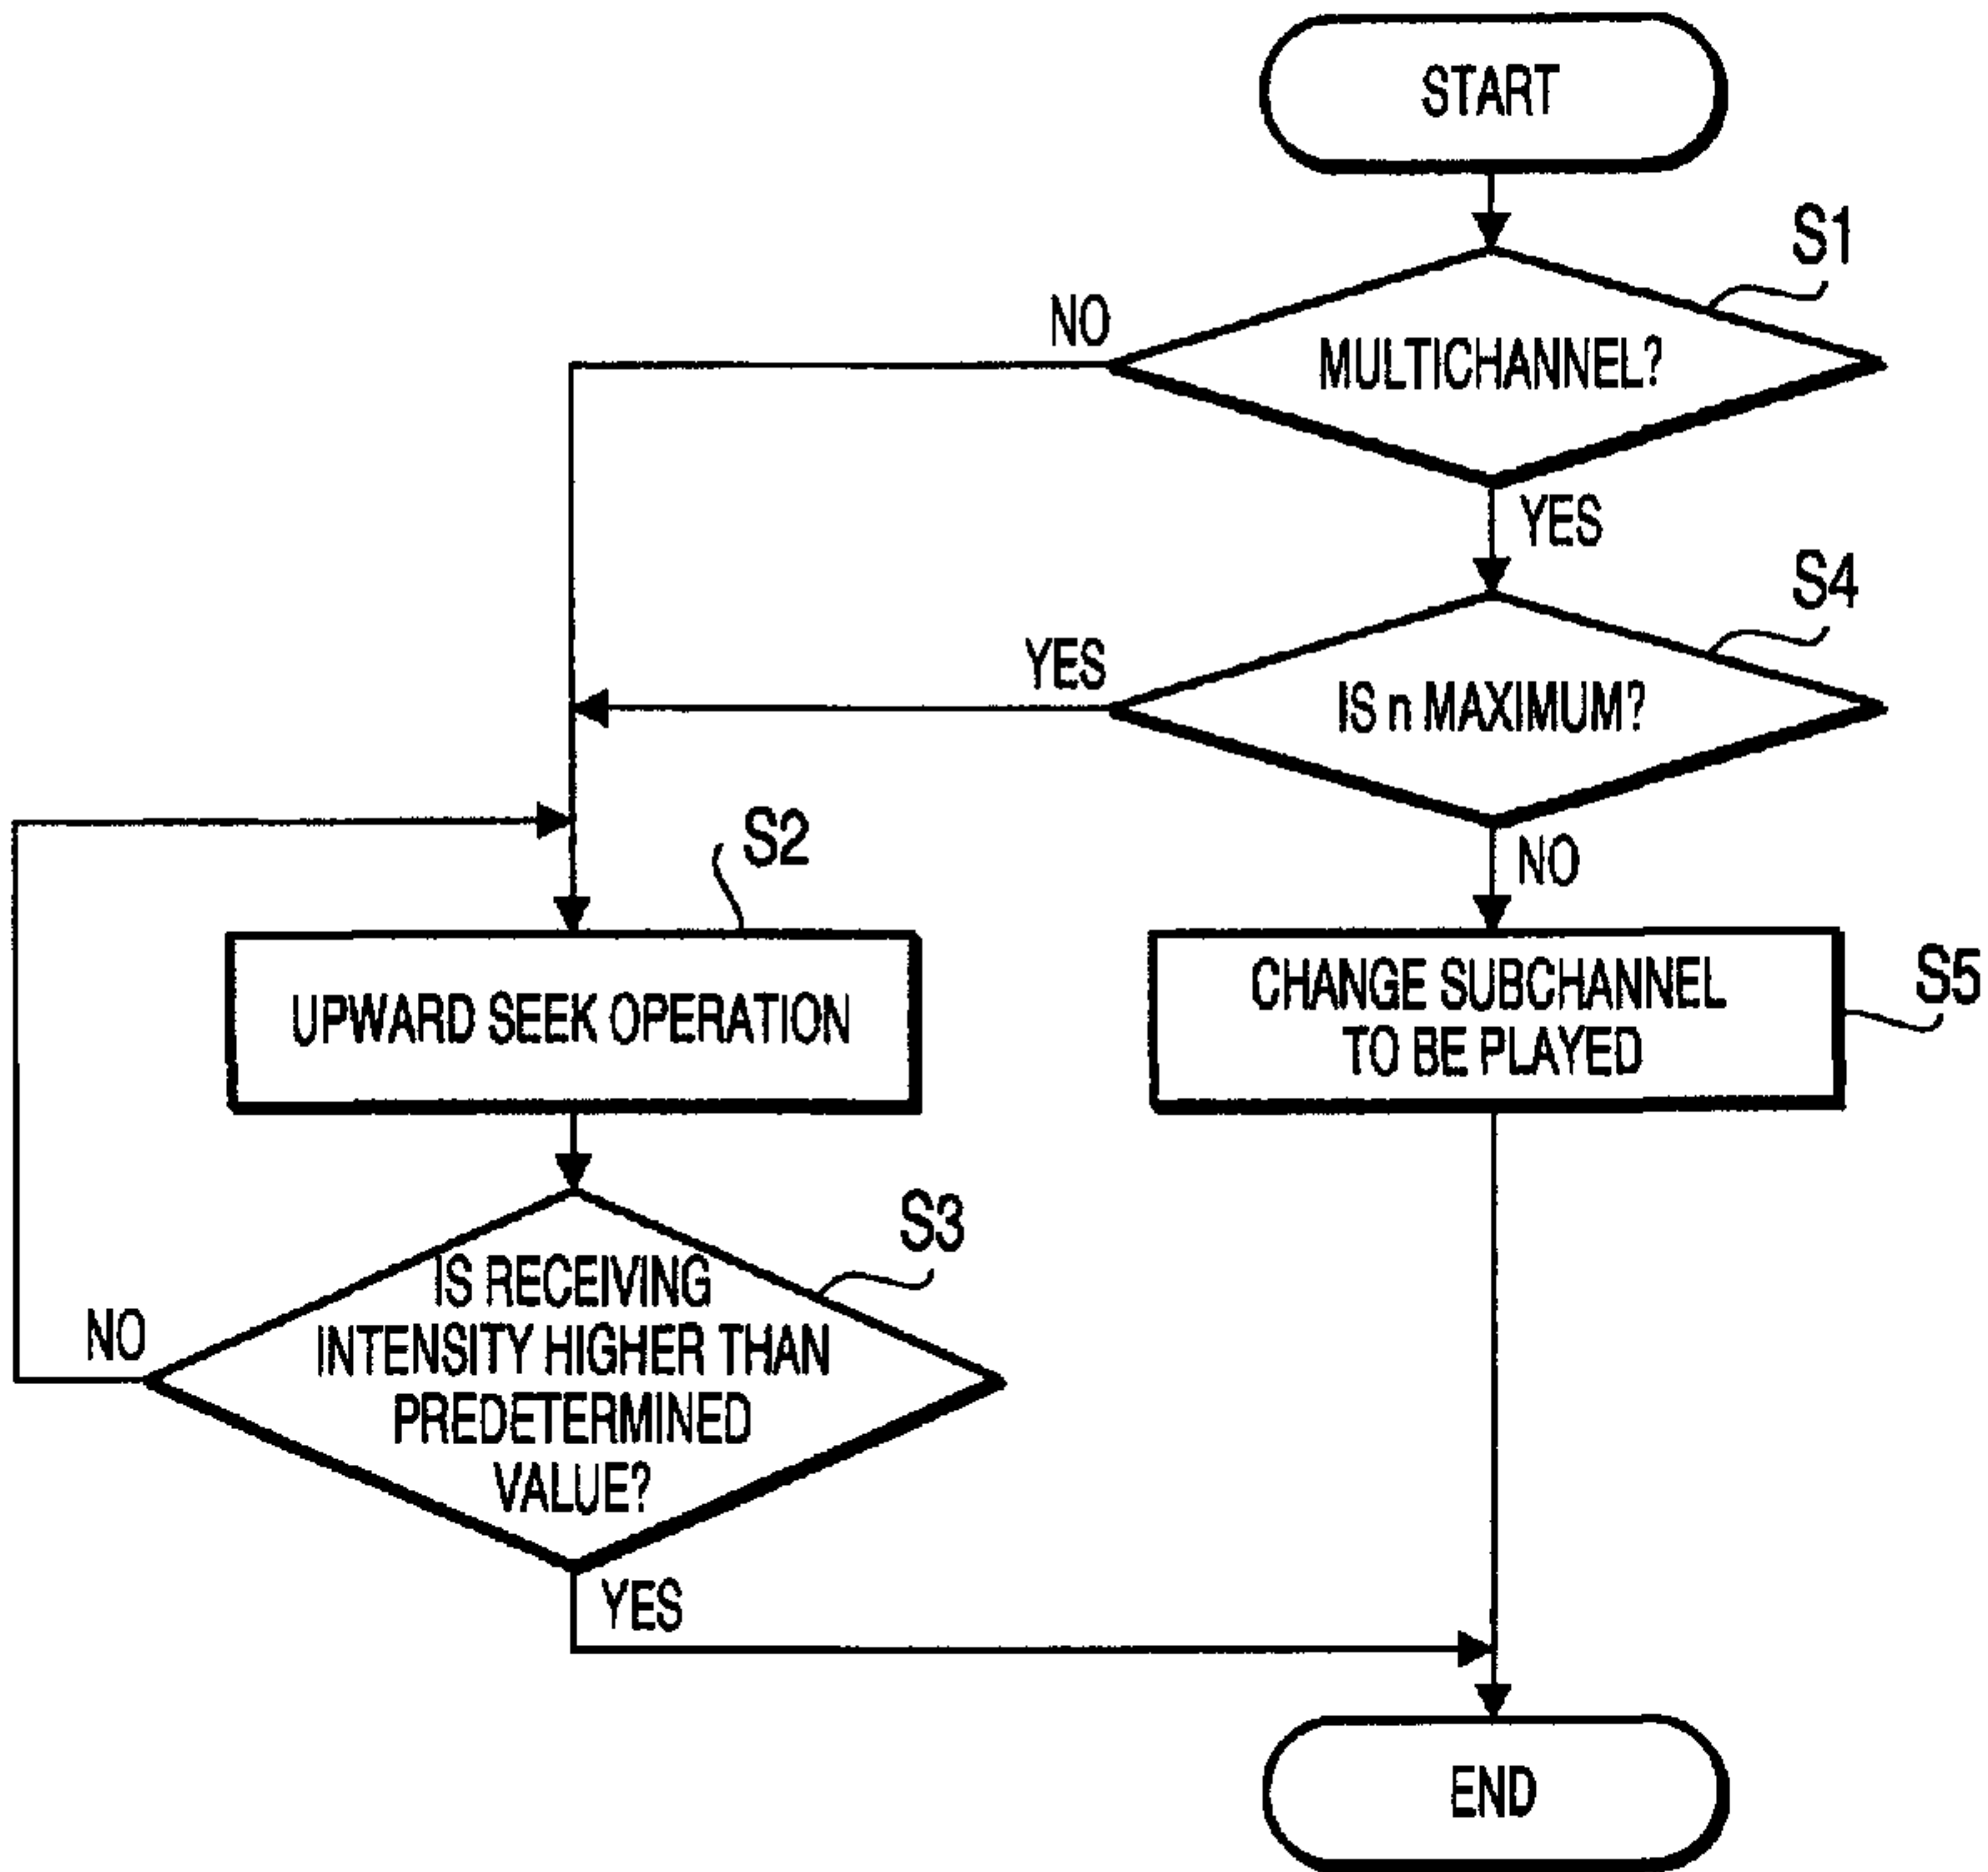 START
S1
NO
MULTICHANNEL?
YES
S4
YES
IS n MAXIMUM?
S2
NO
UPWARD SEEK OPERATION
CHANGE SUBCHANNEL
TO BE PLAYED
S5
S3
IS RECEIVING
INTENSITY HIGHER THAN
PREDETERMINED
VALUE?
NO
YES
END